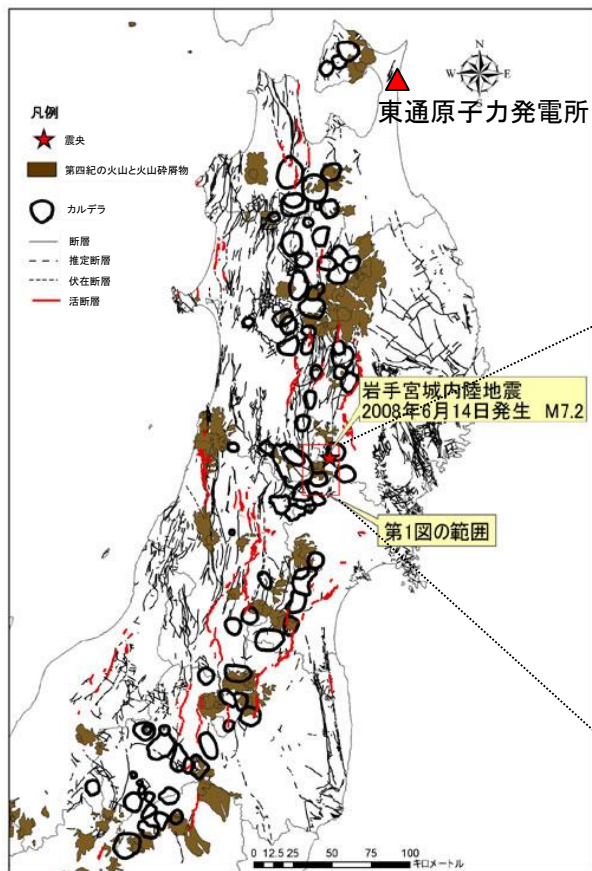 N
W
E
S
東通原子力発電所
凡例
震央
第四紀の火山と火山砕屑物
カルデラ
断層
推定断層
伏在断層
活断層
岩手宮城内陸地震
2008年6月14日発生 M7.2
第1図の範囲
0 12.5 25 50 75 100
キロメートル